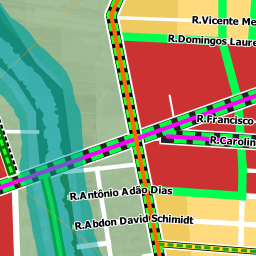 R.Vicente Me
R.Domingos Laure
R.Francisco
R.Carolin
R.Antônio Adão Dias
R.Abdon David Schimidt